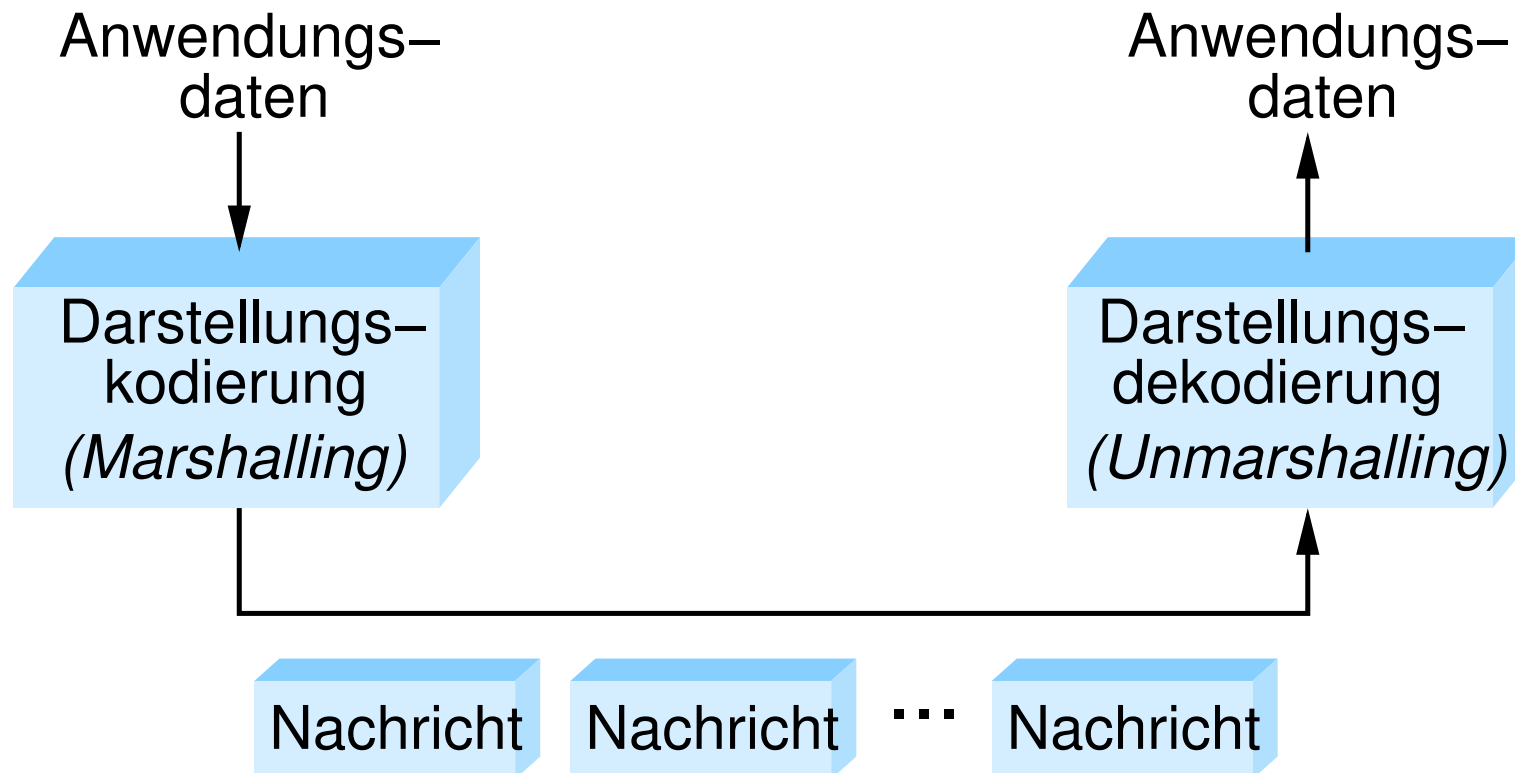 Anwendungs–
daten
Anwendungs–
daten
Darstellungs–
kodierung
(Marshalling)
Darstellungs–
dekodierung
(Unmarshalling)
Nachricht
Nachricht
...
Nachricht